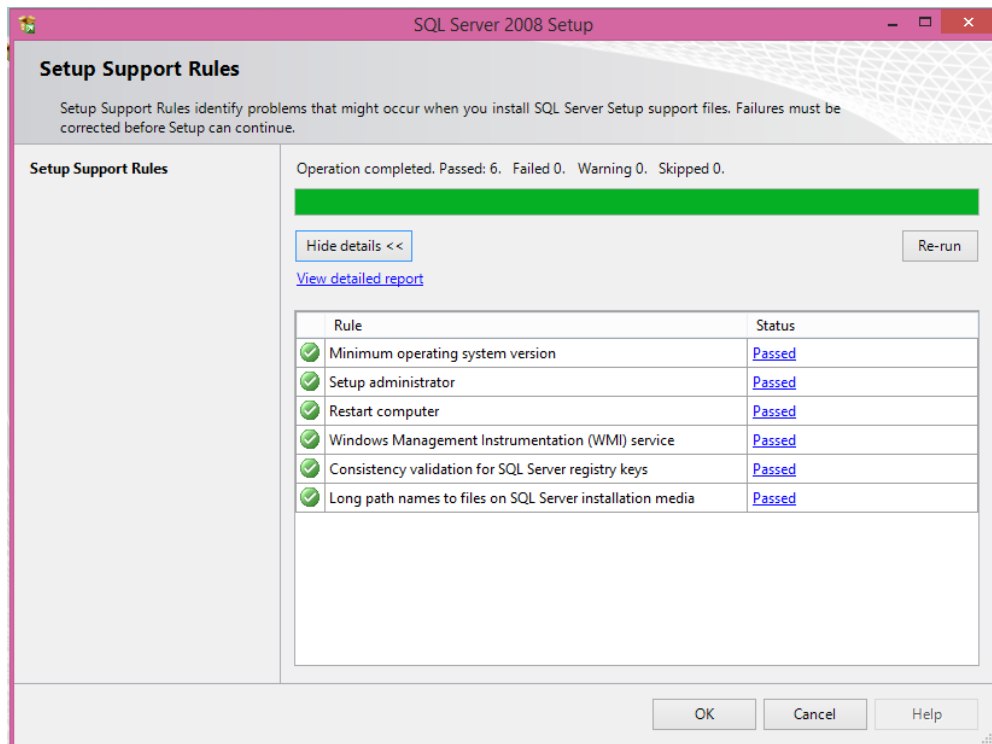 SQL Server 2008 Setup
Setup Support Rules
Setup Support Rules identify problems that might occur when you install SQL Server Setup support files. Failures must be
corrected before Setup can continue.
Setup Support Rules
Operation completed. Passed: 6. Failed 0. Warning 0. Skipped 0.
Hide details <<
Re-run
View detailed report
Rule Status
Minimum operating system version Passed
Setup administrator Passed
Restart computer Passed
Windows Management Instrumentation (WMI) service Passed
Consistency validation for SQL Server registry keys Passed
Long path names to files on SQL Server installation media Passed
OK Cancel Help